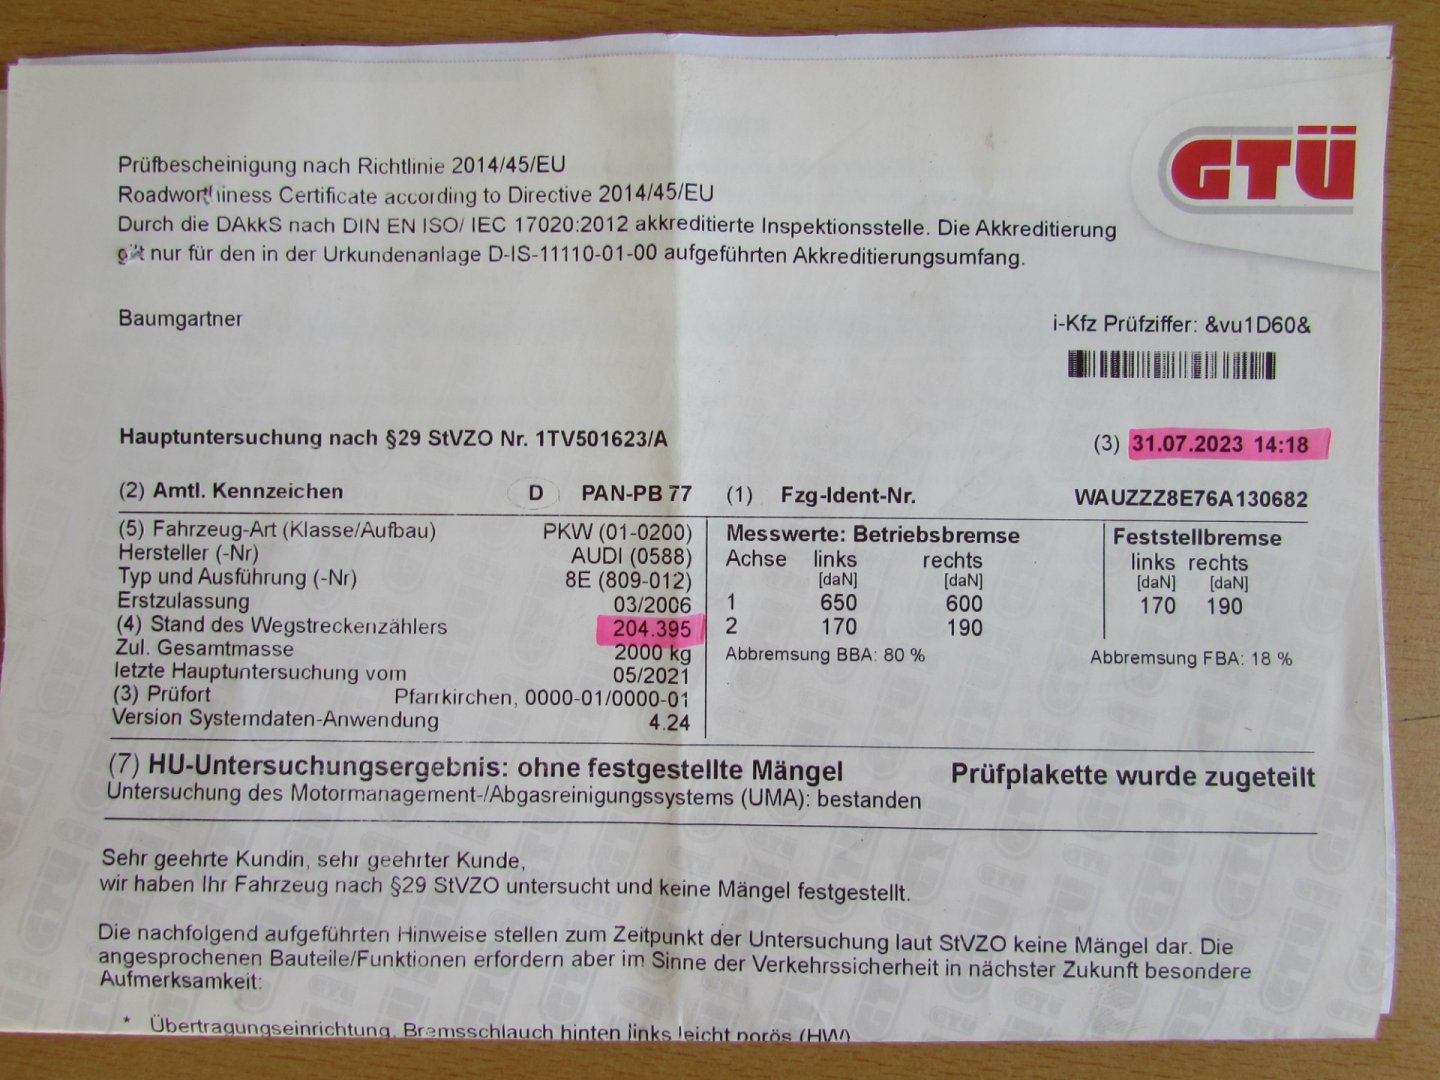 GTÜ
Prüfbescheinigung nach Richtlinie 2014/45/EU
Roadworthiness Certificate according to Directive 2014/45/EU
Durch die DAkkS nach DIN EN ISO/ IEC 17020:2012 akkreditierte Inspektionsstelle. Die Akkreditierung
gilt nur für den in der Urkundenanlage D-IS-11110-01-00 aufgeführten Akkreditierungsumfang.
Baumgartner
i-Kfz Prüfziffer: &vu1D60&
Hauptuntersuchung nach §29 StVZO Nr. 1TV501623/A
(3) 31.07.2023 14:18
(2) Amtl. Kennzeichen D PAN-PB 77
(1) Fzg-Ident-Nr. WAUZZZ8E76A130682
(5) Fahrzeug-Art (Klasse/Aufbau) PKW (01-0200)
Hersteller (-Nr) AUDI (0588)
Typ und Ausführung (-Nr) 8E (809-012)
Erstzulassung 03/2006
(4) Stand des Wegstreckenzählers 204.395
Zul. Gesamtmasse 2000 kg
letzte Hauptuntersuchung vom 05/2021
(3) Prüfort Pfarrkirchen, 0000-01/0000-01
Version Systemdaten-Anwendung 4.24
Messwerte: Betriebsbremse
Achse links rechts
[daN] [daN]
1 650 600
2 170 190
Abbremsung BBA: 80 %
Feststellbremse
links rechts
[daN] [daN]
170 190
Abbremsung FBA: 18 %
(7) HU-Untersuchungsergebnis: ohne festgestellte Mängel Prüfplakette wurde zugeteilt
Untersuchung des Motormanagement-/Abgasreinigungssystems (UMA): bestanden
Sehr geehrte Kundin, sehr geehrter Kunde,
wir haben Ihr Fahrzeug nach §29 StVZO untersucht und keine Mängel festgestellt.
Die nachfolgend aufgeführten Hinweise stellen zum Zeitpunkt der Untersuchung laut StVZO keine Mängel dar. Die
angesprochenen Bauteile/Funktionen erfordern aber im Sinne der Verkehrssicherheit in nächster Zukunft besondere
Aufmerksamkeit:
* Übertragungseinrichtung, Bremsschlauch hinten links leicht porös (HW)